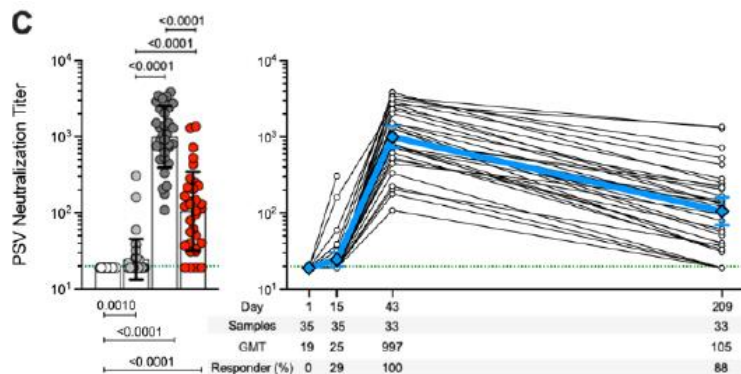 C
<0.0001
<0.0001
<0.0001
PSV Neutralization Titer
10⁴ 10³ 10² 10¹
10⁴ 10³ 10² 10¹
0.0010
<0.0001
<0.0001
Day 1 15 43 209
Samples 35 35 33 33
GMT 19 25 997 105
Responder (%) 0 29 100 88